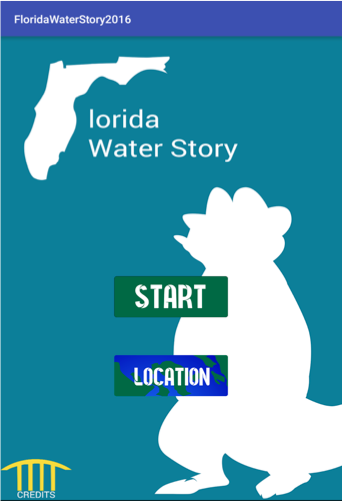 FloridaWaterStory2016
lorida
Water Story
START
LOCATION
CREDITS